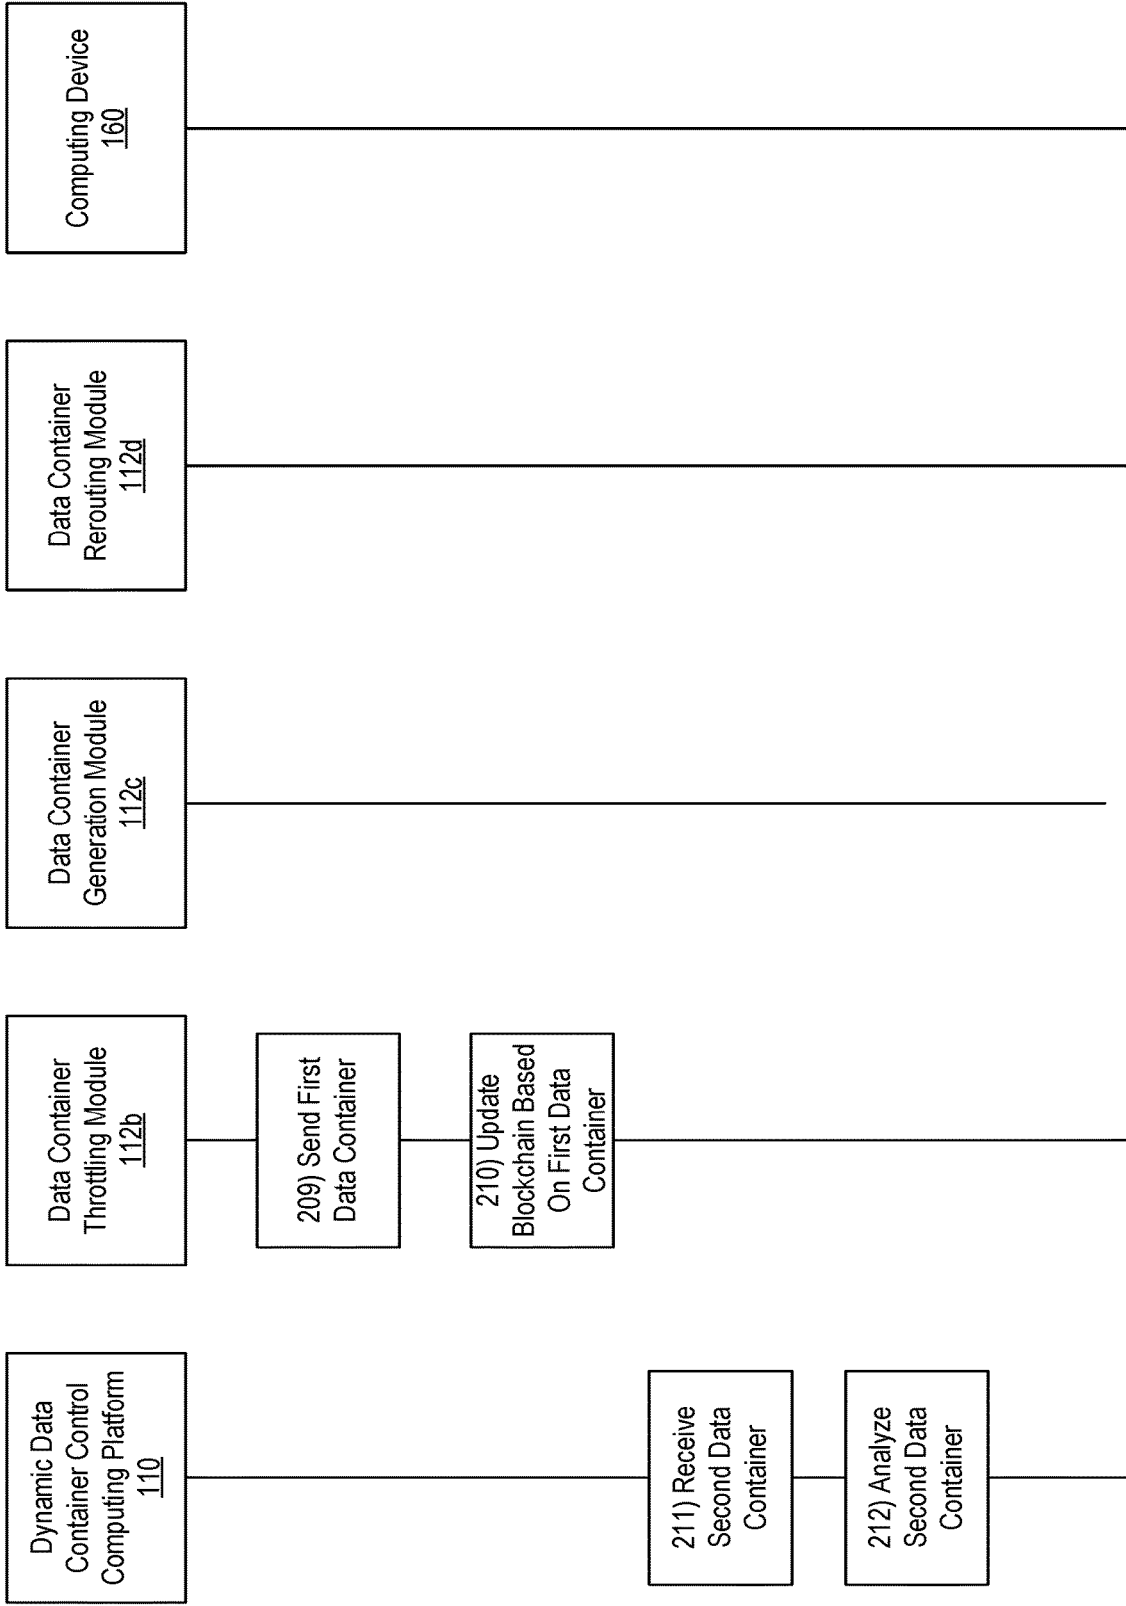 Dynamic Data
Container Control
Computing Platform
110
Data Container
Throttling Module
112b
Data Container
Generation Module
112c
Data Container
Rerouting Module
112d
Computing Device
160
209) Send First
Data Container
210) Update
Blockchain Based
On First Data
Container
211) Receive
Second Data
Container
212) Analyze
Second Data
Container